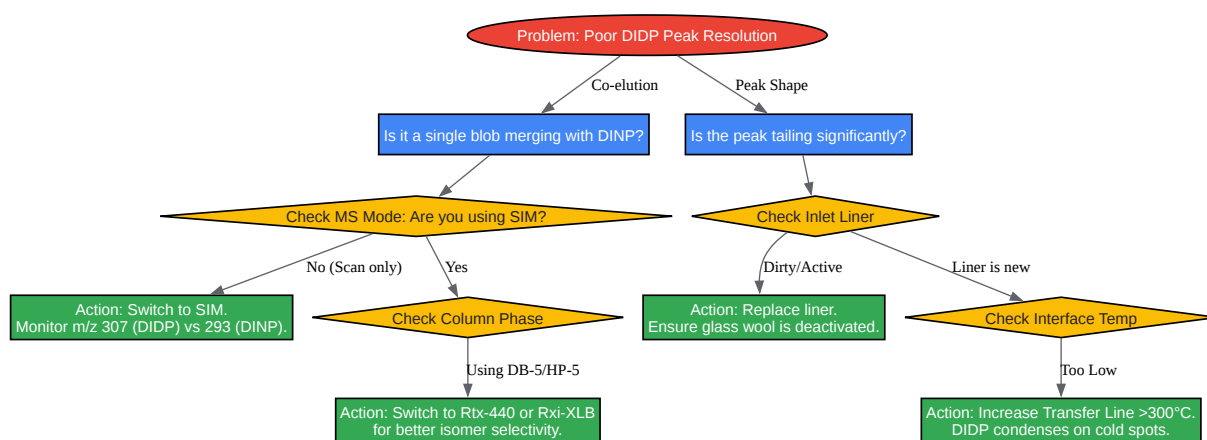 Problem: Poor DIDP Peak Resolution
Co-elution
Peak Shape
Is it a single blob merging with DINP?
Is the peak tailing significantly?
Check MS Mode: Are you using SIM?
Check Inlet Liner
No (Scan only)
Yes
Dirty/Active
Liner is new
Action: Switch to SIM.
Monitor m/z 307 (DIDP) vs 293 (DINP).
Check Column Phase
Action: Replace liner.
Ensure glass wool is deactivated.
Check Interface Temp
Using DB-5/HP-5
Too Low
Action: Switch to Rtx-440 or Rxi-XLB
for better isomer selectivity.
Action: Increase Transfer Line >300°C.
DIDP condenses on cold spots.